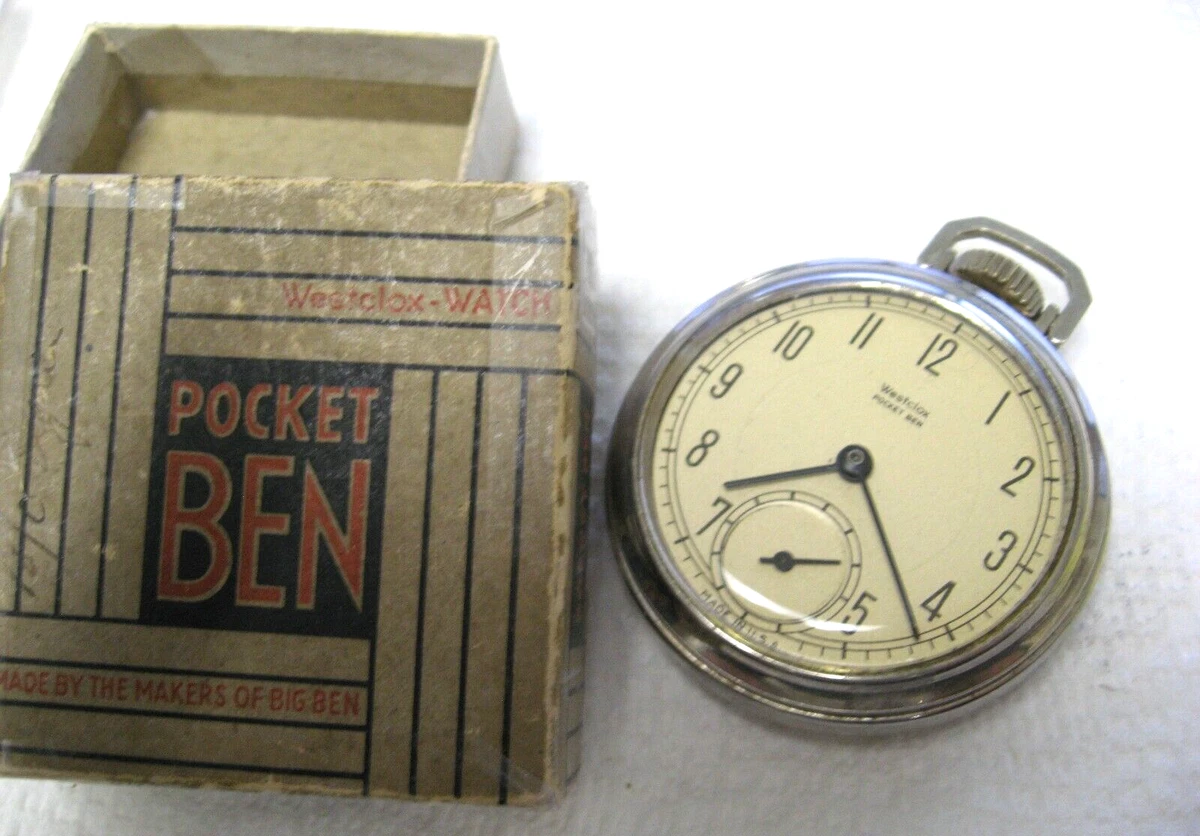 Westclox-WATCH
POCKET
BEN
MADE BY THE MAKERS OF BIG BEN
11
12
10
1
9
Westclox
POCKET BEN
8
2
7
3
4
5
MADE IN U.S.A.